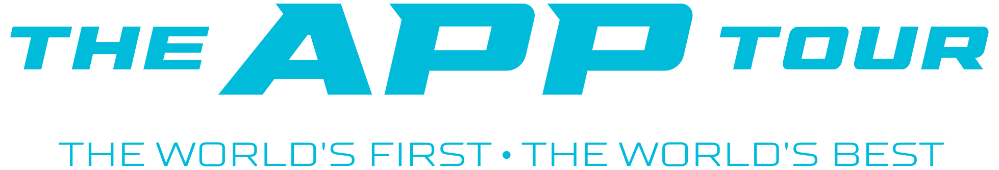 THE APP TOUR
THE WORLD'S FIRST • THE WORLD'S BEST